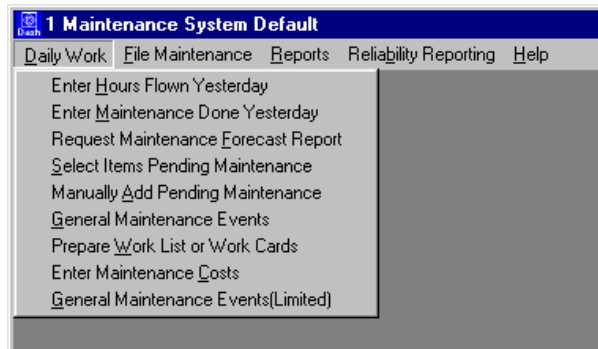 Dash 1 Maintenance System Default
Daily Work File Maintenance Reports Reliability Reporting Help
Enter Hours Flown Yesterday
Enter Maintenance Done Yesterday
Request Maintenance Forecast Report
Select Items Pending Maintenance
Manually Add Pending Maintenance
General Maintenance Events
Prepare Work List or Work Cards
Enter Maintenance Costs
General Maintenance Events(Limited)